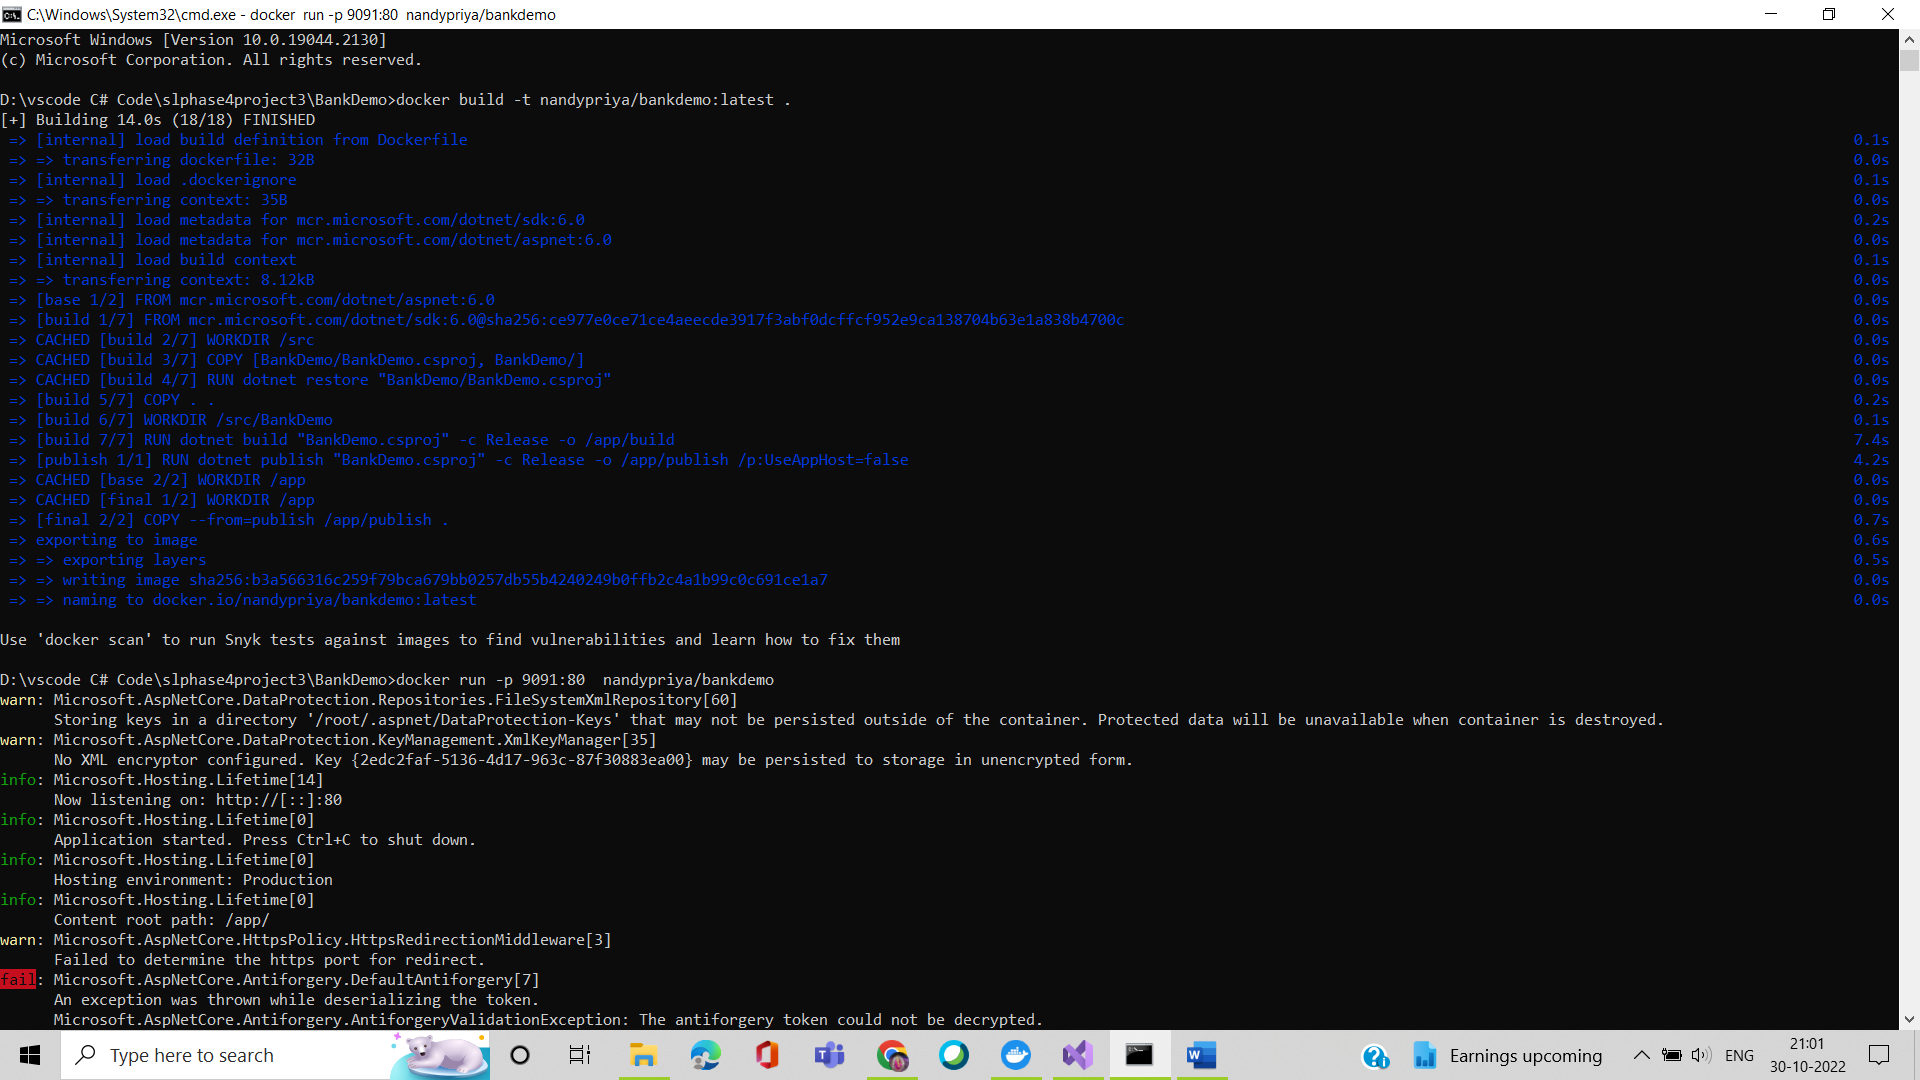 C:\Windows\System32\cmd.exe - docker  run -p 9091:80  nandypriya/bankdemo
Microsoft Windows [Version 10.0.19044.2130]
(c) Microsoft Corporation. All rights reserved.
D:\vscode C# Code\slphase4project3\BankDemo>docker build -t nandypriya/bankdemo:latest .
[+] Building 14.0s (18/18) FINISHED
=> [internal] load build definition from Dockerfile 0.1s
=> => transferring dockerfile: 32B 0.0s
=> [internal] load .dockerignore 0.1s
=> => transferring context: 35B 0.0s
=> [internal] load metadata for mcr.microsoft.com/dotnet/sdk:6.0 0.2s
=> [internal] load metadata for mcr.microsoft.com/dotnet/aspnet:6.0 0.0s
=> [internal] load build context 0.1s
=> => transferring context: 8.12kB 0.0s
=> [base 1/2] FROM mcr.microsoft.com/dotnet/aspnet:6.0 0.0s
=> [build 1/7] FROM mcr.microsoft.com/dotnet/sdk:6.0@sha256:ce977e0ce71ce4aeecde3917f3abf0dcffcf952e9ca138704b63e1a838b4700c 0.0s
=> CACHED [build 2/7] WORKDIR /src 0.0s
=> CACHED [build 3/7] COPY [BankDemo/BankDemo.csproj, BankDemo/] 0.0s
=> CACHED [build 4/7] RUN dotnet restore "BankDemo/BankDemo.csproj" 0.0s
=> [build 5/7] COPY . . 0.2s
=> [build 6/7] WORKDIR /src/BankDemo 0.1s
=> [build 7/7] RUN dotnet build "BankDemo.csproj" -c Release -o /app/build 7.4s
=> [publish 1/1] RUN dotnet publish "BankDemo.csproj" -c Release -o /app/publish /p:UseAppHost=false 4.2s
=> CACHED [base 2/2] WORKDIR /app 0.0s
=> CACHED [final 1/2] WORKDIR /app 0.0s
=> [final 2/2] COPY --from=publish /app/publish . 0.7s
=> exporting to image 0.6s
=> => exporting layers 0.5s
=> => writing image sha256:b3a566316c259f79bca679bb0257db55b4240249b0ffb2c4a1b99c0c691ce1a7 0.0s
=> => naming to docker.io/nandypriya/bankdemo:latest 0.0s
Use 'docker scan' to run Snyk tests against images to find vulnerabilities and learn how to fix them
D:\vscode C# Code\slphase4project3\BankDemo>docker run -p 9091:80  nandypriya/bankdemo
warn: Microsoft.AspNetCore.DataProtection.Repositories.FileSystemXmlRepository[60]
Storing keys in a directory '/root/.aspnet/DataProtection-Keys' that may not be persisted outside of the container. Protected data will be unavailable when container is destroyed.
warn: Microsoft.AspNetCore.DataProtection.KeyManagement.XmlKeyManager[35]
No XML encryptor configured. Key {2edc2faf-5136-4d17-963c-87f30883ea00} may be persisted to storage in unencrypted form.
info: Microsoft.Hosting.Lifetime[14]
Now listening on: http://[::]:80
info: Microsoft.Hosting.Lifetime[0]
Application started. Press Ctrl+C to shut down.
info: Microsoft.Hosting.Lifetime[0]
Hosting environment: Production
info: Microsoft.Hosting.Lifetime[0]
Content root path: /app/
warn: Microsoft.AspNetCore.HttpsPolicy.HttpsRedirectionMiddleware[3]
Failed to determine the https port for redirect.
fail: Microsoft.AspNetCore.Antiforgery.DefaultAntiforgery[7]
An exception was thrown while deserializing the token.
Microsoft.AspNetCore.Antiforgery.AntiforgeryValidationException: The antiforgery token could not be decrypted.
Type here to search
Earnings upcoming
ENG
21:01
30-10-2022